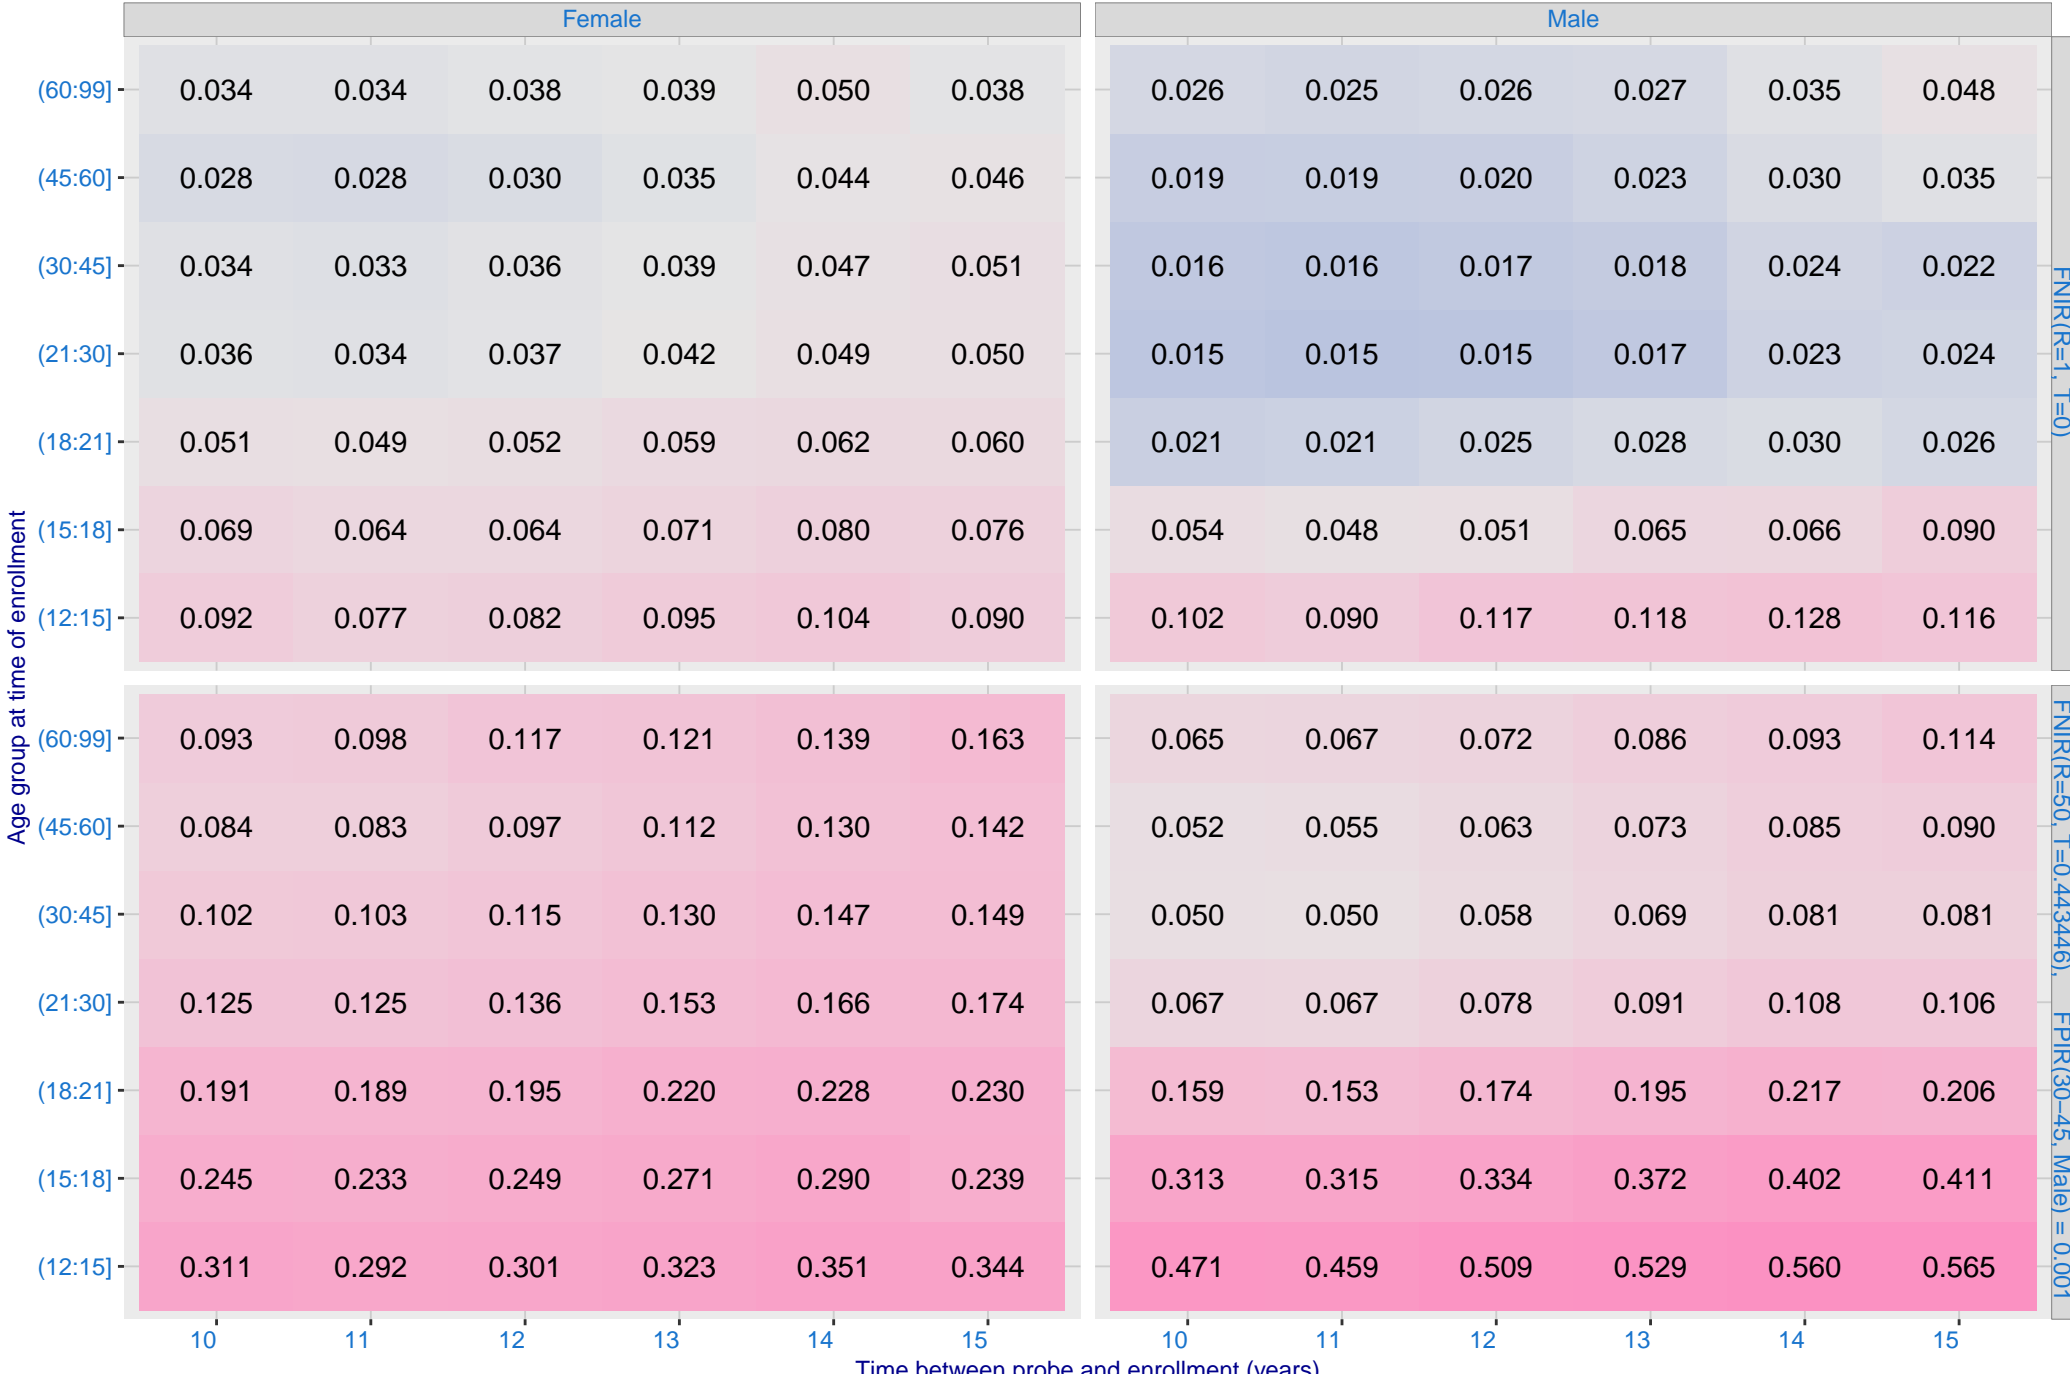 Female Male
(60:99] 0.034 0.034 0.038 0.039 0.050 0.038 0.026 0.025 0.026 0.027 0.035 0.048
(45:60] 0.028 0.028 0.030 0.035 0.044 0.046 0.019 0.019 0.020 0.023 0.030 0.035
(30:45] 0.034 0.033 0.036 0.039 0.047 0.051 0.016 0.016 0.017 0.018 0.024 0.022
(21:30] 0.036 0.034 0.037 0.042 0.049 0.050 0.015 0.015 0.015 0.017 0.023 0.024
(18:21] 0.051 0.049 0.052 0.059 0.062 0.060 0.021 0.021 0.025 0.028 0.030 0.026
(15:18] 0.069 0.064 0.064 0.071 0.080 0.076 0.054 0.048 0.051 0.065 0.066 0.090
(12:15] 0.092 0.077 0.082 0.095 0.104 0.090 0.102 0.090 0.117 0.118 0.128 0.116
FNIR(R=1, T=0)
Age group at time of enrollment
(60:99] 0.093 0.098 0.117 0.121 0.139 0.163 0.065 0.067 0.072 0.086 0.093 0.114
(45:60] 0.084 0.083 0.097 0.112 0.130 0.142 0.052 0.055 0.063 0.073 0.085 0.090
(30:45] 0.102 0.103 0.115 0.130 0.147 0.149 0.050 0.050 0.058 0.069 0.081 0.081
(21:30] 0.125 0.125 0.136 0.153 0.166 0.174 0.067 0.067 0.078 0.091 0.108 0.106
(18:21] 0.191 0.189 0.195 0.220 0.228 0.230 0.159 0.153 0.174 0.195 0.217 0.206
(15:18] 0.245 0.233 0.249 0.271 0.290 0.239 0.313 0.315 0.334 0.372 0.402 0.411
(12:15] 0.311 0.292 0.301 0.323 0.351 0.344 0.471 0.459 0.509 0.529 0.560 0.565
FNIR(R=50, T=0.443446), FPIR(30−45, Male) = 0.001
10 11 12 13 14 15 10 11 12 13 14 15
Time between probe and enrollment (years)